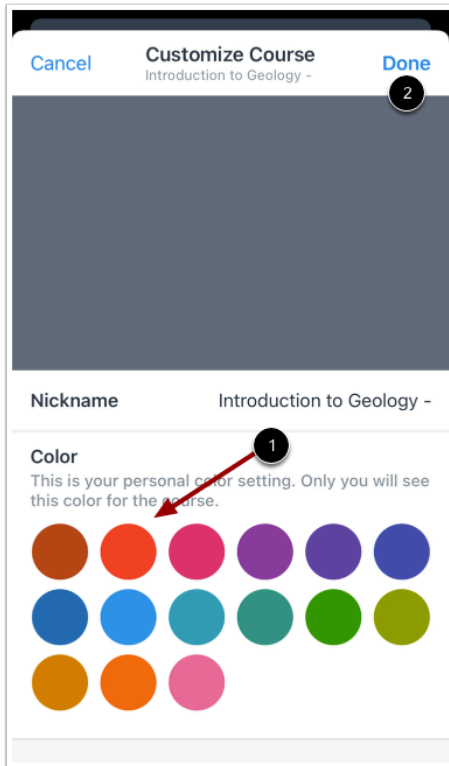 Cancel
Customize Course
Introduction to Geology -
Done
2
Nickname
Introduction to Geology -
Color
1
This is your personal color setting. Only you will see
this color for the course.